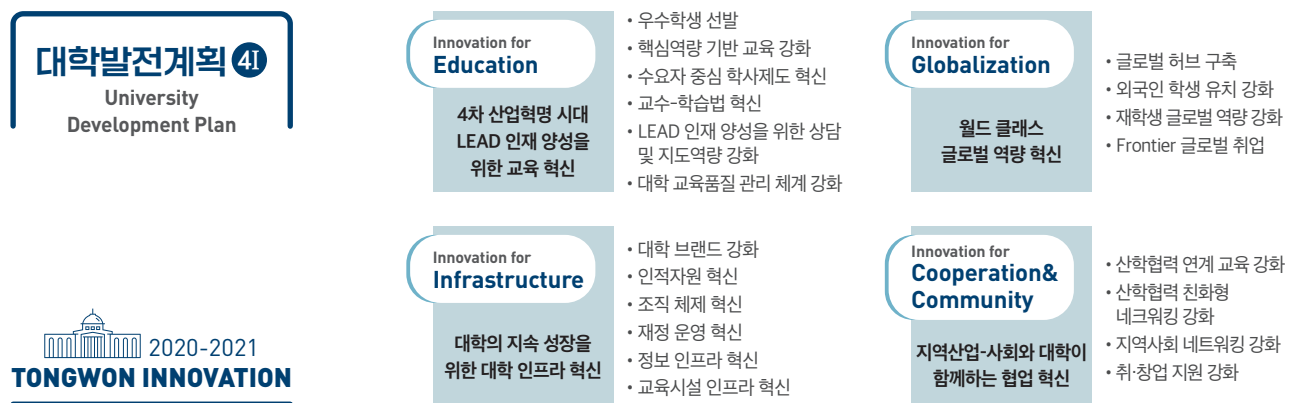 대학발전계획 4I
University
Development Plan
2020-2021
TONGWON INNOVATION
Innovation for
Education
4차 산업혁명 시대
LEAD 인재 양성을
위한 교육 혁신
• 우수학생 선발
• 핵심역량 기반 교육 강화
• 수요자 중심 학사제도 혁신
• 교수-학습법 혁신
• LEAD 인재 양성을 위한 상담
및 지도역량 강화
• 대학 교육품질 관리 체계 강화
Innovation for
Globalization
월드 클래스
글로벌 역량 혁신
• 글로벌 허브 구축
• 외국인 학생 유치 강화
• 재학생 글로벌 역량 강화
• Frontier 글로벌 취업
Innovation for
Infrastructure
대학의 지속 성장을
위한 대학 인프라 혁신
• 대학 브랜드 강화
• 인적자원 혁신
• 조직 체제 혁신
• 재정 운영 혁신
• 정보 인프라 혁신
• 교육시설 인프라 혁신
Innovation for
Cooperation&
Community
지역산업-사회와 대학이
함께하는 협업 혁신
• 산학협력 연계 교육 강화
• 산학협력 친화형
네크워킹 강화
• 지역사회 네트워킹 강화
• 취·창업 지원 강화